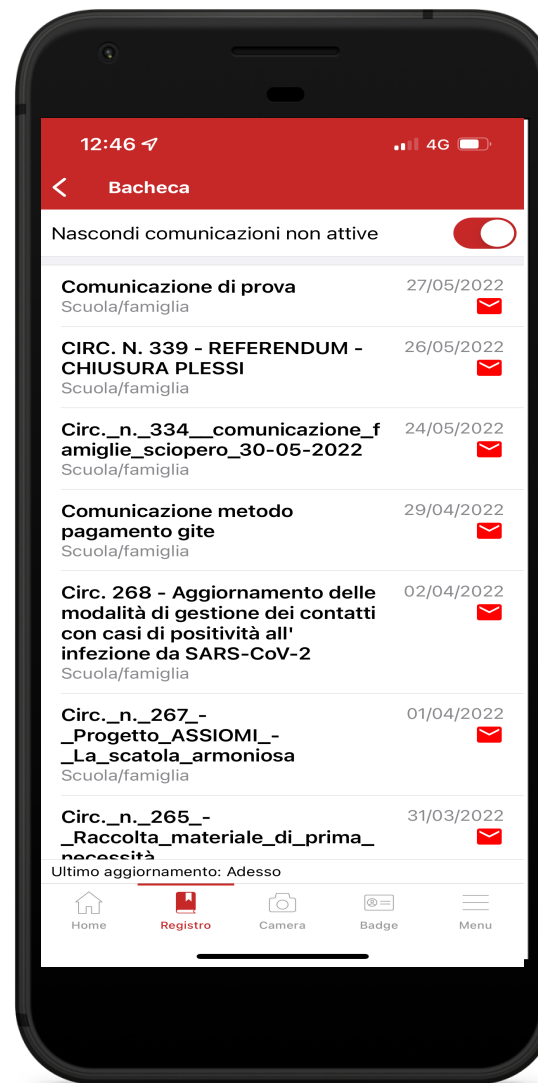 12:46
4G
Bacheca
Nascondi comunicazioni non attive
Comunicazione di prova
27/05/2022
Scuola/famiglia
CIRC. N. 339 - REFERENDUM -
26/05/2022
CHIUSURA PLESSI
Scuola/famiglia
Circ._n._334__comunicazione_f
24/05/2022
amiglie_sciopero_30-05-2022
Scuola/famiglia
Comunicazione metodo
29/04/2022
pagamento gite
Scuola/famiglia
Circ. 268 - Aggiornamento delle
02/04/2022
modalità di gestione dei contatti
con casi di positività all'
infezione da SARS-CoV-2
Scuola/famiglia
Circ._n._267_-
01/04/2022
_Progetto_ASSIOMI_-
_La_scatola_armoniosa
Scuola/famiglia
Circ._n._265_-
31/03/2022
_Raccolta_materiale_di_prima_
necessità
Ultimo aggiornamento: Adesso
Home
Registro
Camera
Badge
Menu